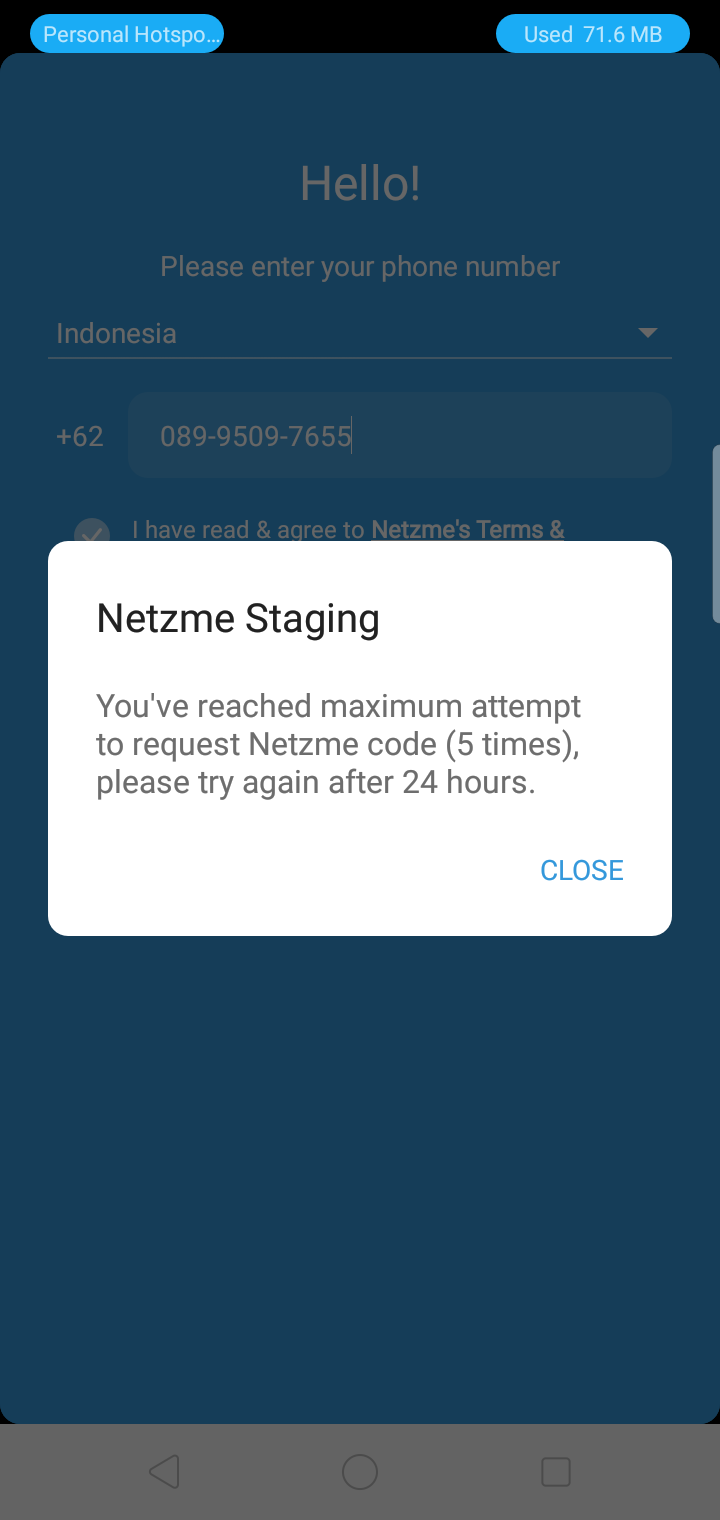 Personal Hotspo...
Used 71.6 MB
Hello!
Please enter your phone number
Indonesia
+62
089-9509-7655
I have read & agree to Netzme's Terms &
Netzme Staging
You've reached maximum attempt
to request Netzme code (5 times),
please try again after 24 hours.
CLOSE